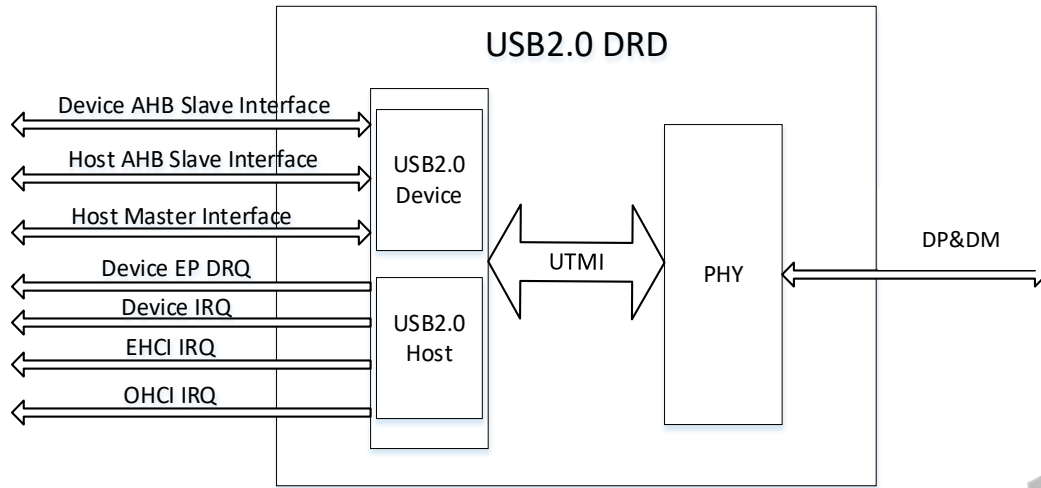 USB2.0 DRD
Device AHB Slave Interface
Host AHB Slave Interface
Host Master Interface
Device EP DRQ
Device IRQ
EHCI IRQ
OHCI IRQ
USB2.0
Device
USB2.0
Host
UTMI
PHY
DP&DM